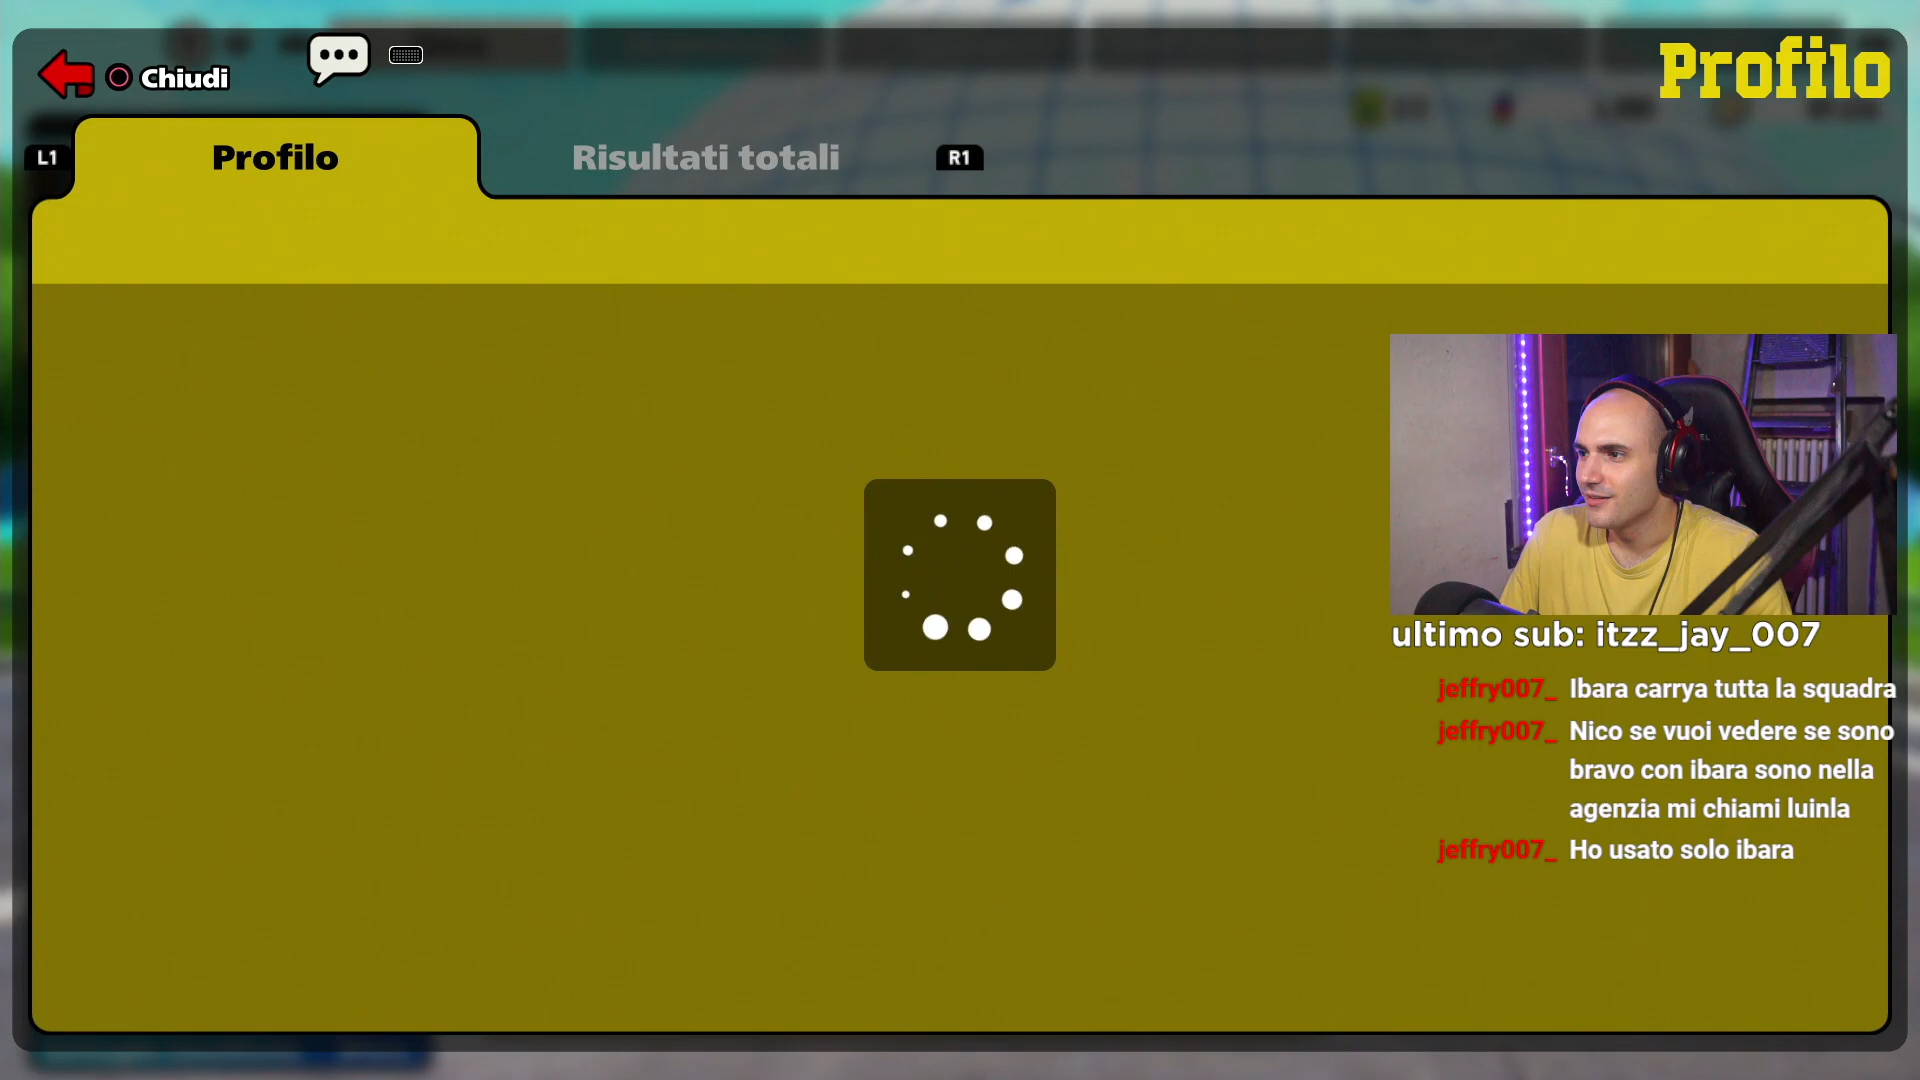 Chiudi
Profilo
L1
Profilo
Risultati totali
R1
ultimo sub: itzz_jay_007
jeffry007_ Ibara carrya tutta la squadra
jeffry007_ Nico se vuoi vedere se sono
bravo con ibara sono nella
agenzia mi chiami luinla
jeffry007_ Ho usato solo ibara